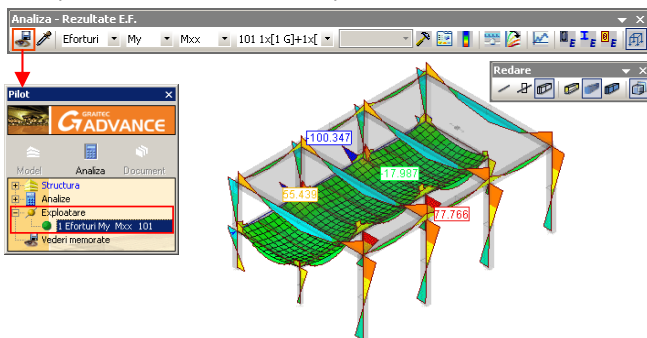 Analiza - Rezultate E.F.
Eforturi My Mxx 101 1x[1 G]+1x[
Redare
Pilot
GRAITEC
ADVANCE
Model Analiza Document
Structura
Analize
Exploatare
1 Eforturi My Mxx 101
Vederi memorate
-100.347
-17.987
55.439
77.766